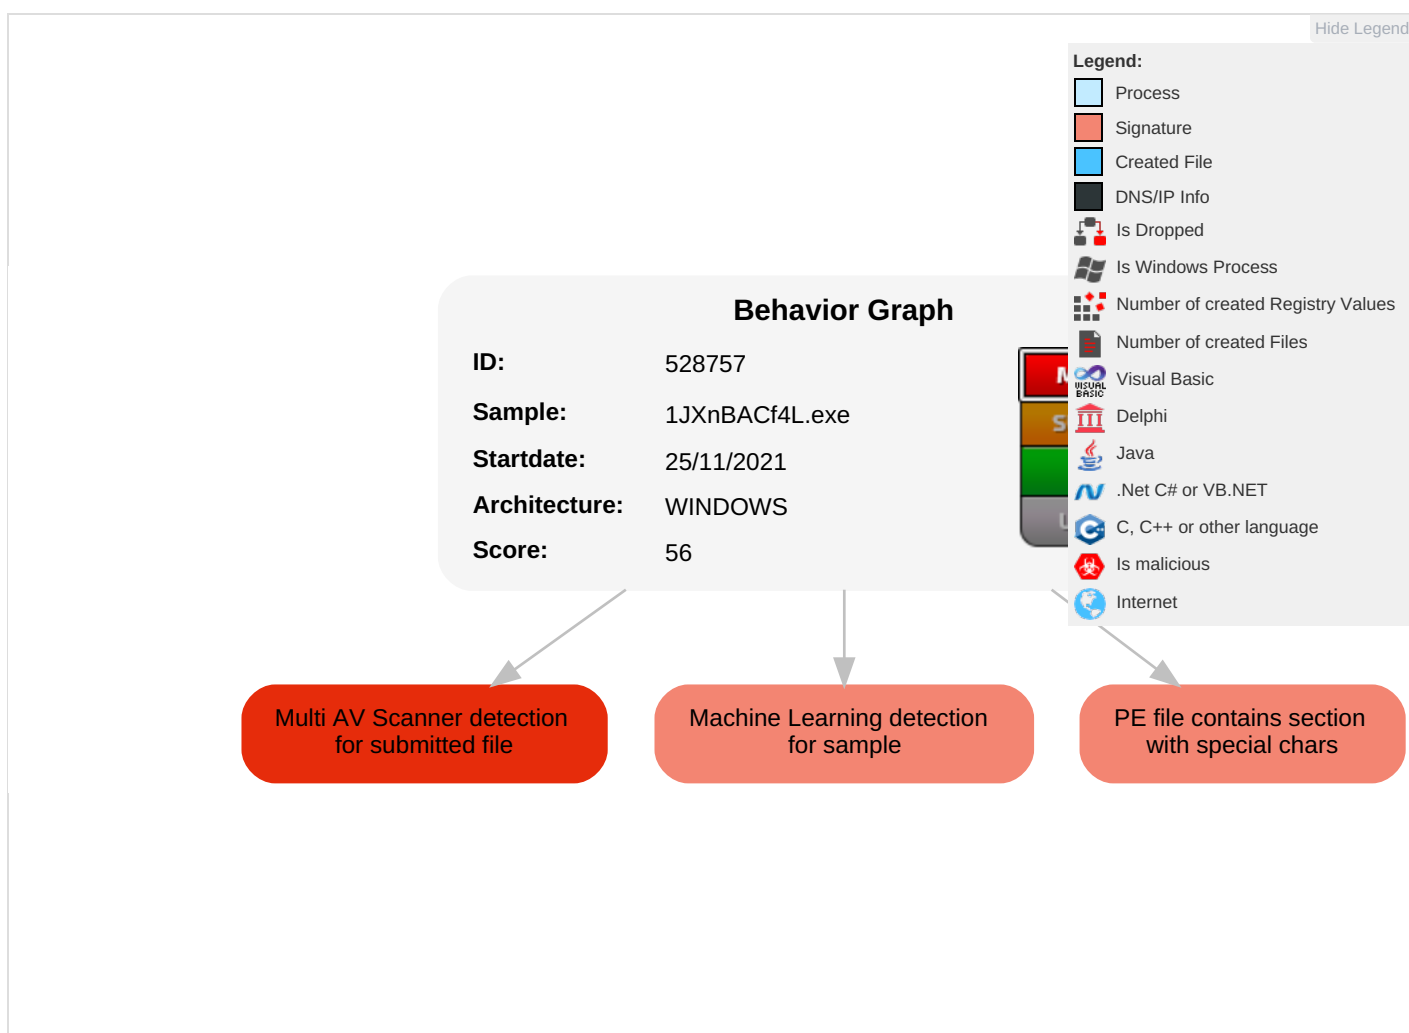 Hide Legend
Legend:
Process
Signature
Created File
DNS/IP Info
Is Dropped
Is Windows Process
Number of created Registry Values
Number of created Files
VISUAL
BASIC
Visual Basic
Delphi
Java
.Net C# or VB.NET
C, C++ or other language
Is malicious
Internet
Behavior Graph
ID: 528757
Sample: 1JXnBACf4L.exe
Startdate: 25/11/2021
Architecture: WINDOWS
Score: 56
Multi AV Scanner detection
for submitted file
Machine Learning detection
for sample
PE file contains section
with special chars